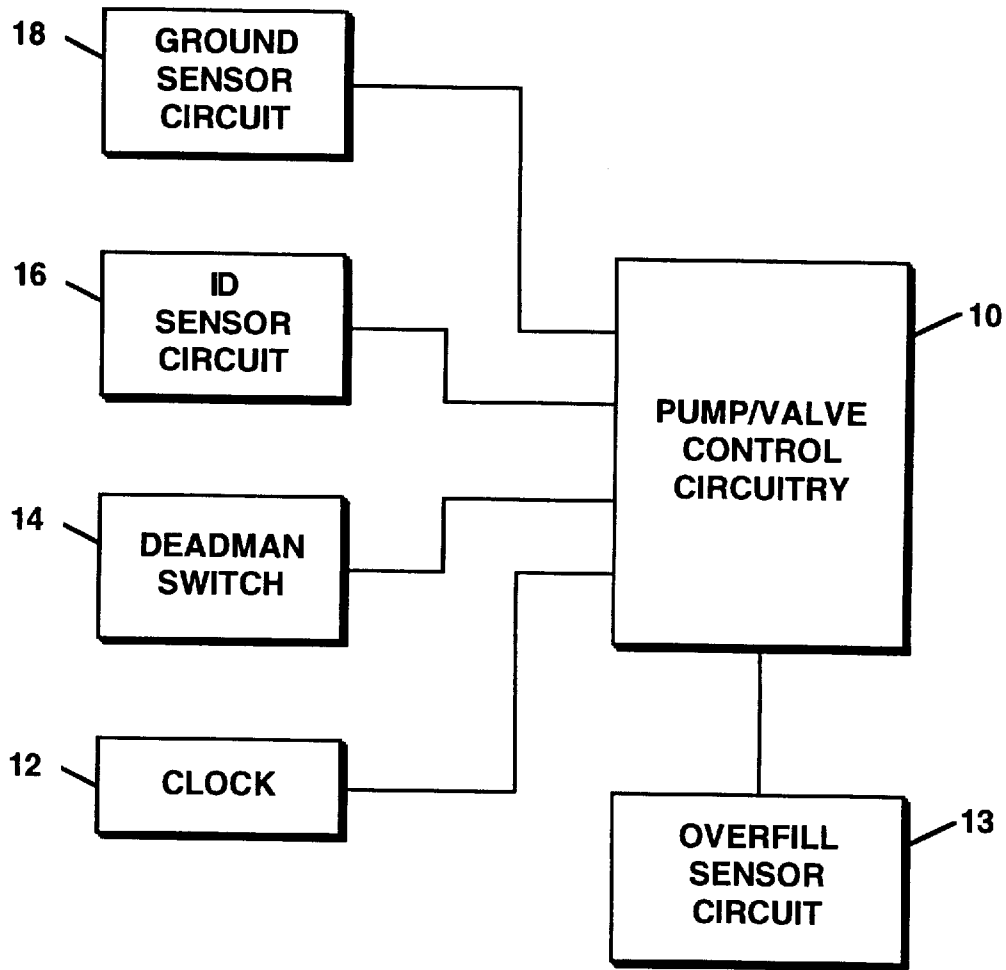 18
GROUND
SENSOR
CIRCUIT
16
ID
SENSOR
CIRCUIT
10
PUMP/VALVE
CONTROL
CIRCUITRY
14
DEADMAN
SWITCH
12
CLOCK
13
OVERFILL
SENSOR
CIRCUIT